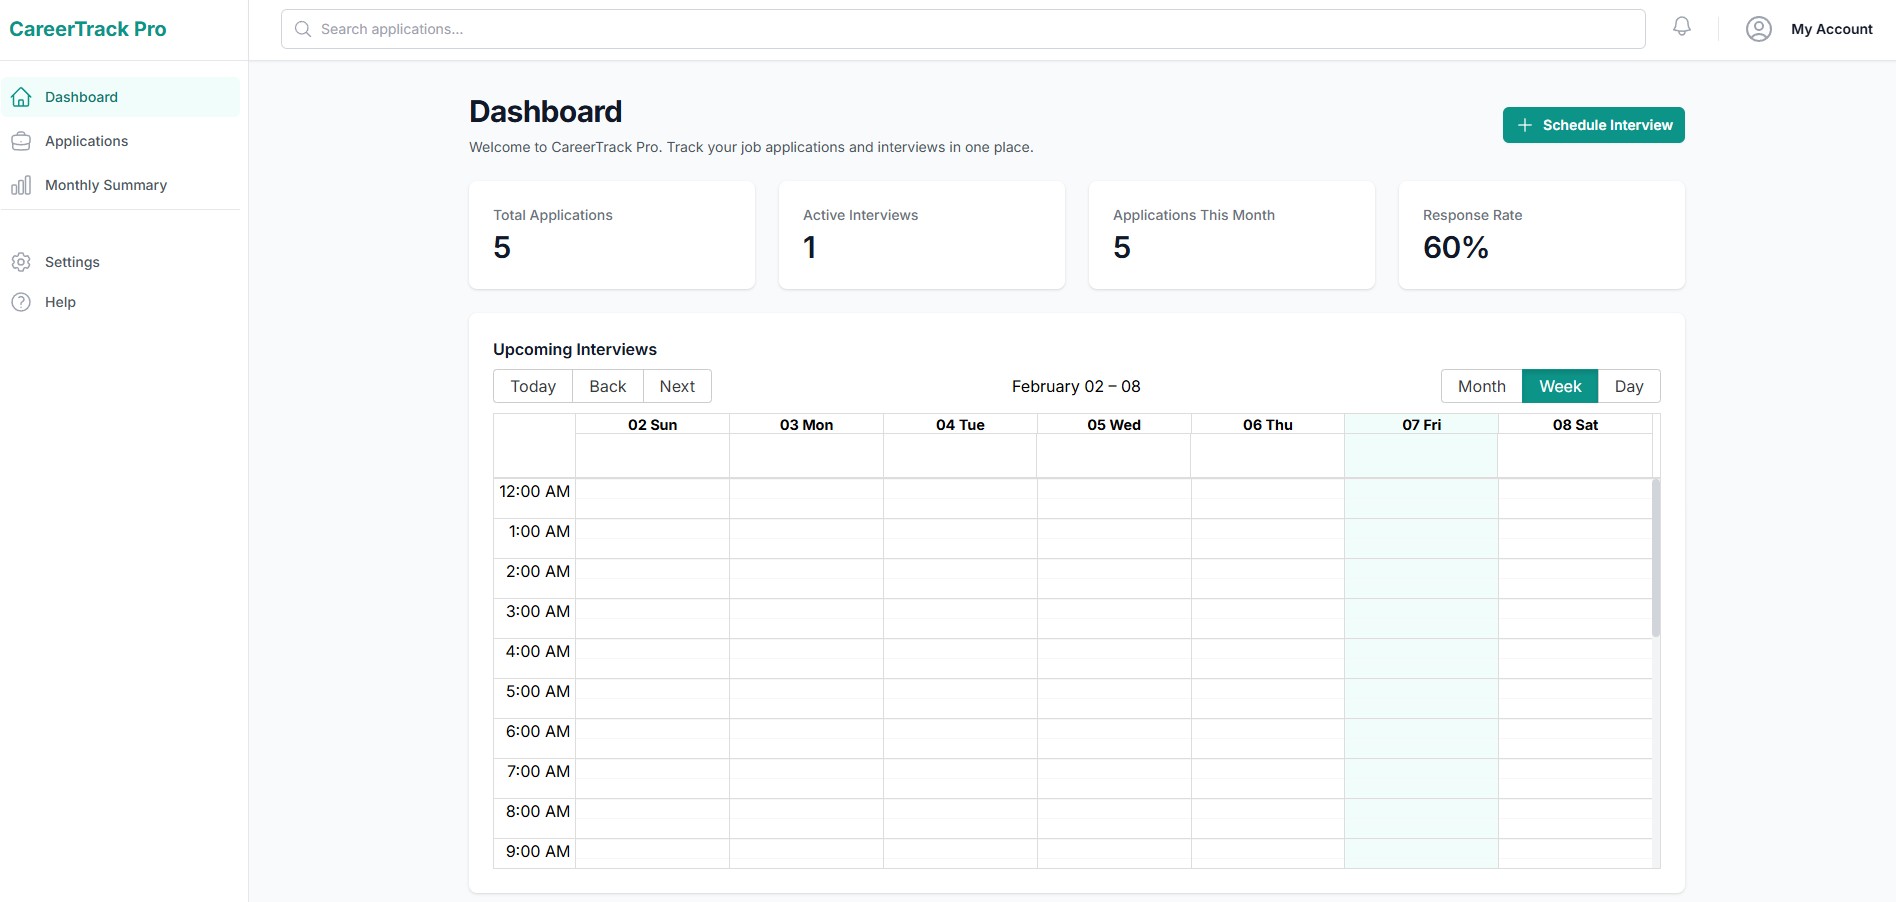 CareerTrack Pro
Search applications...
My Account
Dashboard
Applications
Monthly Summary
Settings
Help
Dashboard
Welcome to CareerTrack Pro. Track your job applications and interviews in one place.
+ Schedule Interview
Total Applications
5
Active Interviews
1
Applications This Month
5
Response Rate
60%
Upcoming Interviews
Today Back Next
February 02 – 08
Month Week Day
02 Sun 03 Mon 04 Tue 05 Wed 06 Thu 07 Fri 08 Sat
12:00 AM
1:00 AM
2:00 AM
3:00 AM
4:00 AM
5:00 AM
6:00 AM
7:00 AM
8:00 AM
9:00 AM